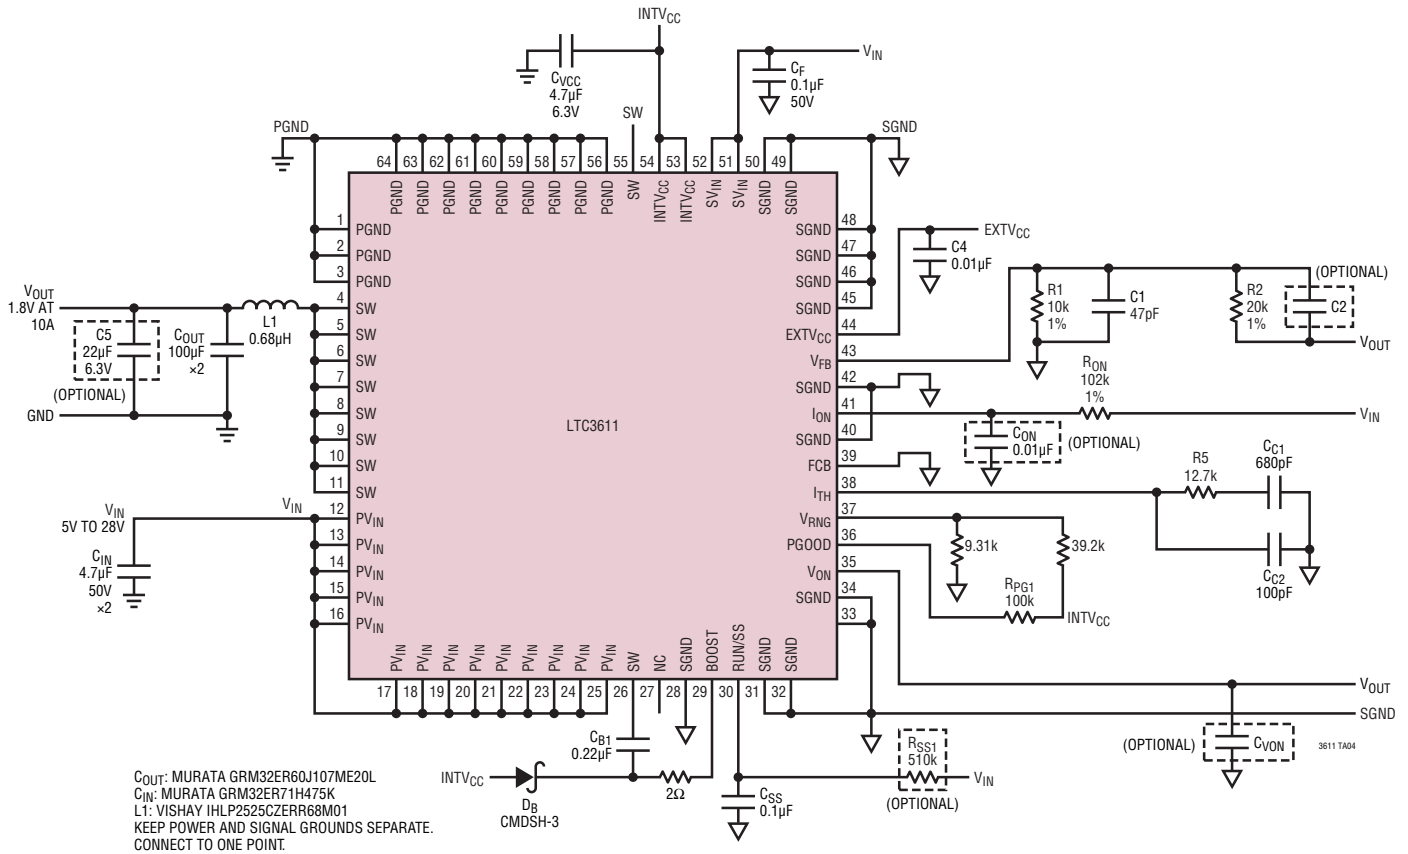 INTVCC
CVCC
4.7µF
6.3V
CF
0.1µF
50V
VIN
SW
PGND
SGND
64
63
62
61
60
59
58
57
56
55
54
53
52
51
50
49
PGND
PGND
PGND
PGND
PGND
PGND
PGND
PGND
PGND
SW
INTVCC
INTVCC
SVIN
SVIN
SGND
SGND
1
PGND
2
PGND
3
PGND
4
SW
5
SW
6
SW
7
SW
8
SW
9
SW
10
SW
11
SW
12
PVIN
13
PVIN
14
PVIN
15
PVIN
16
PVIN
LTC3611
SGND
48
SGND
47
SGND
46
SGND
45
EXTVCC
44
VFB
43
SGND
42
ION
41
SGND
40
FCB
39
ITH
38
VRNG
37
PGOOD
36
VON
35
SGND
34
33
PVIN
PVIN
PVIN
PVIN
PVIN
PVIN
PVIN
PVIN
PVIN
SW
NC
SGND
BOOST
RUN/SS
SGND
SGND
17
18
19
20
21
22
23
24
25
26
27
28
29
30
31
32
VOUT
1.8V AT
10A
C5
22µF
6.3V
(OPTIONAL)
COUT
100µF
×2
L1
0.68µH
GND
VIN
5V TO 28V
VIN
CIN
4.7µF
50V
×2
EXTVCC
C4
0.01µF
R1
10k
1%
C1
47pF
R2
20k
1%
(OPTIONAL)
C2
VOUT
RON
102k
1%
VIN
CON
0.01µF
(OPTIONAL)
R5
12.7k
CC1
680pF
CC2
100pF
9.31k
39.2k
RPG1
100k
INTVCC
VOUT
SGND
(OPTIONAL)
CVON
3611 TA04
CB1
0.22µF
INTVCC
DB
CMDSH-3
2Ω
CSS
0.1µF
RSS1
510k
(OPTIONAL)
VIN
COUT: MURATA GRM32ER60J107ME20L
CIN: MURATA GRM32ER71H475K
L1: VISHAY IHLP2525CZERR68M01
KEEP POWER AND SIGNAL GROUNDS SEPARATE.
CONNECT TO ONE POINT.